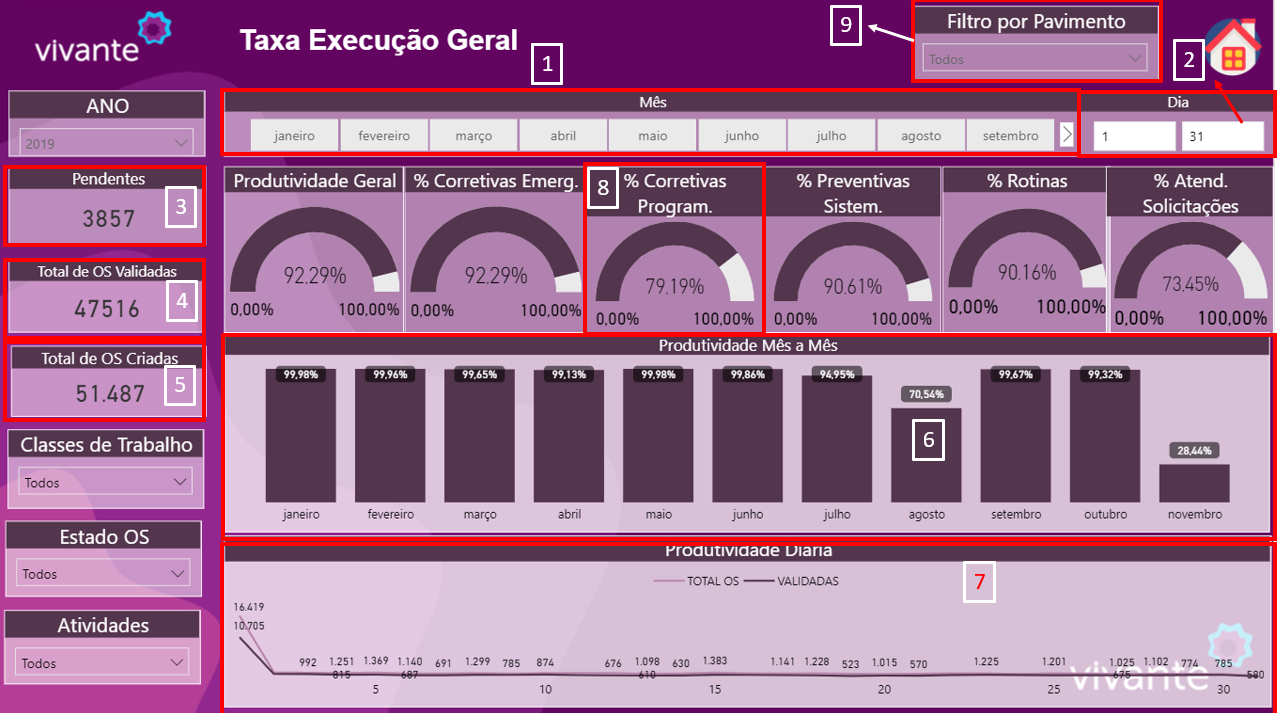 vivante
Taxa Execução Geral
1
9
Filtro por Pavimento
Todos
2
ANO
2019
Mês
janeiro fevereiro março abril maio junho julho agosto setembro
Dia
1 31
Pendentes
3857
3
Total de OS Validadas
47516
4
Total de OS Criadas
51.487
5
Classes de Trabalho
Todos
Estado OS
Todos
Atividades
Todos
Produtividade Geral
92.29%
0,00% 100,00%
% Corretivas Emerg.
92.29%
0,00% 100,00%
8
% Corretivas
Program.
79.19%
0,00% 100,00%
% Preventivas
Sistem.
90,61%
0,00% 100,00%
% Rotinas
90.16%
0,00% 100,00%
% Atend.
Solicitações
73,45%
0,00% 100,00%
Produtividade Mês a Mês
99,98% 99,96% 99,65% 99,13% 99,98% 99,86% 94,95% 70,54% 99,67% 99,32% 28,44%
6
janeiro fevereiro março abril maio junho julho agosto setembro outubro novembro
Produtividade Diária
TOTAL OS VALIDADAS
7
16.419
10.705
992 1.251 1.369 1.140 691 1.299 785 874 676 1.098 630 1.383 1.141 1.228 523 1.015 570 1.225 1.201 1.025 1.102 774 785
815 687 610 675 580
5 10 15 20 25 30
vivante